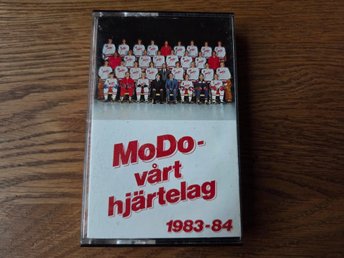 MoDo-
vårt
hjärtelag
1983-84